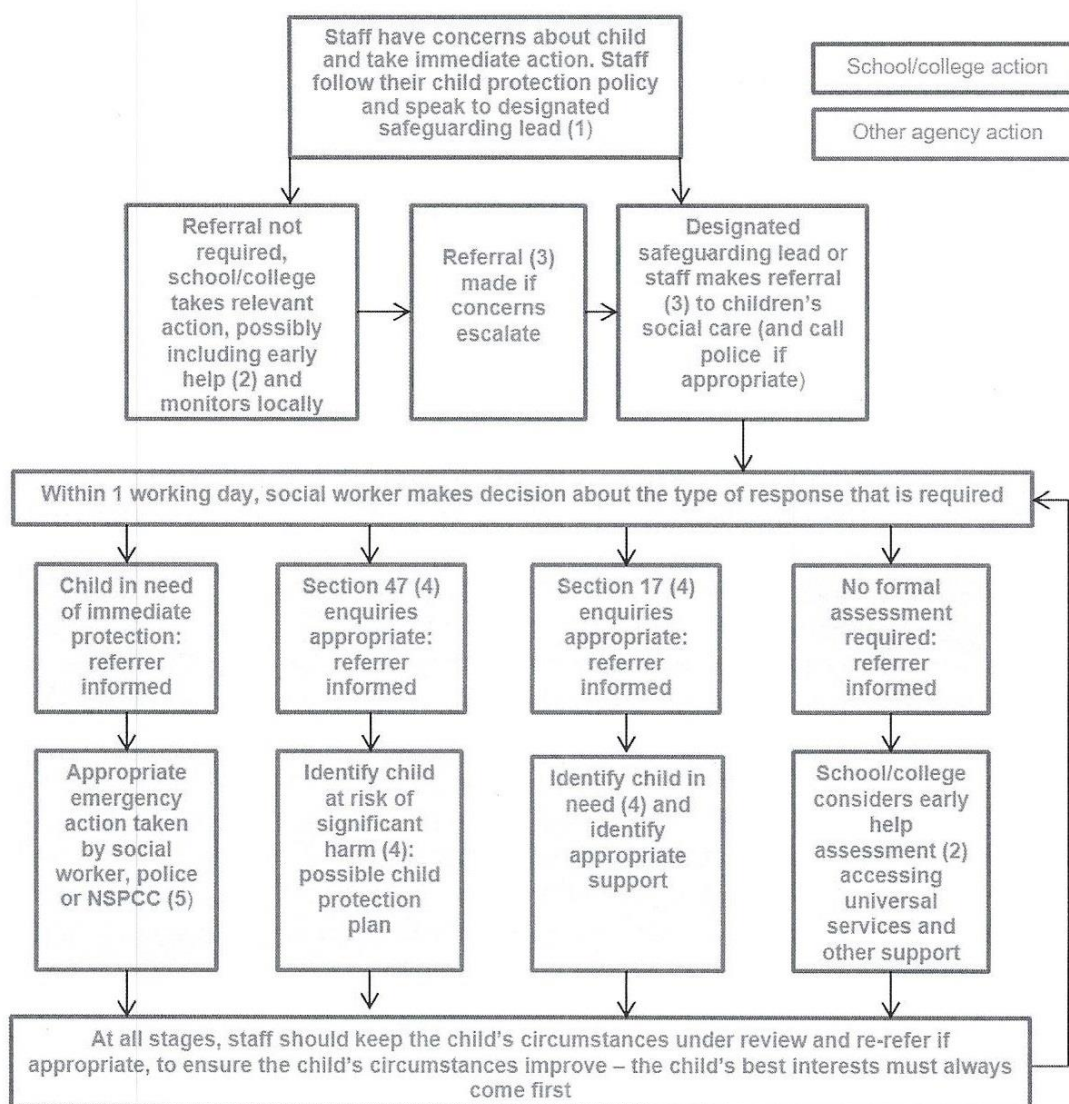 Staff have concerns about child
and take immediate action. Staff
follow their child protection policy
and speak to designated
safeguarding lead (1)
School/college action
Other agency action
Referral not
required,
school/college
takes relevant
action, possibly
including early
help (2) and
monitors locally
Referral (3)
made if
concerns
escalate
Designated
safeguarding lead or
staff makes referral
(3) to children's
social care (and call
police if
appropriate)
Within 1 working day, social worker makes decision about the type of response that is required
Child in need
of immediate
protection:
referrer
informed
Section 47 (4)
enquiries
appropriate:
referrer
informed
Section 17 (4)
enquiries
appropriate:
referrer
informed
No formal
assessment
required:
referrer
informed
Appropriate
emergency
action taken
by social
worker, police
or NSPCC (5)
Identify child
at risk of
significant
harm (4):
possible child
protection
plan
Identify child in
need (4) and
identify
appropriate
support
School/college
considers early
help
assessment (2)
accessing
universal
services and
other support
At all stages, staff should keep the child's circumstances under review and re-refer if
appropriate, to ensure the child's circumstances improve – the child's best interests must always
come first